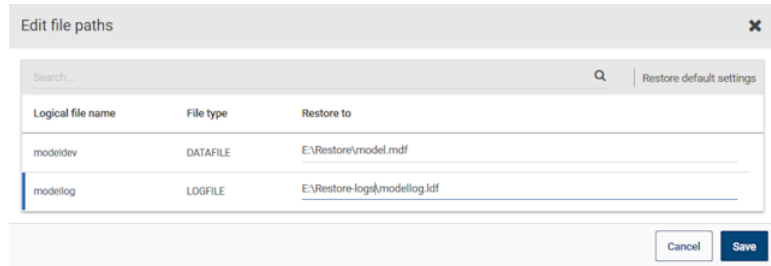 Edit file paths
Search...
Restore default settings
Logical file name File type Restore to
modeldev DATAFILE E:\Restore\model.mdf
modellog LOGFILE E:\Restore-logs\modellog.ldf
Cancel Save